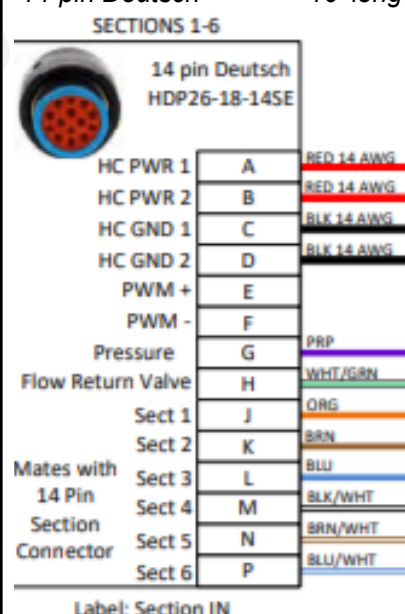 14 pin Deutsch
SECTIONS 1-6
14 pin Deutsch
HDP26-18-14SE
HC PWR 1 A RED 14 AWG
HC PWR 2 B RED 14 AWG
HC GND 1 C BLK 14 AWG
HC GND 2 D BLK 14 AWG
PWM + E
PWM - F
Pressure G PRP
Flow Return Valve H WHT/GRN
Sect 1 J ORG
Sect 2 K BRN
Sect 3 L BLU
Sect 4 M BLK/WHT
Sect 5 N BRN/WHT
Sect 6 P BLU/WHT
Mates with
14 Pin
Section
Connector
Label: Section IN